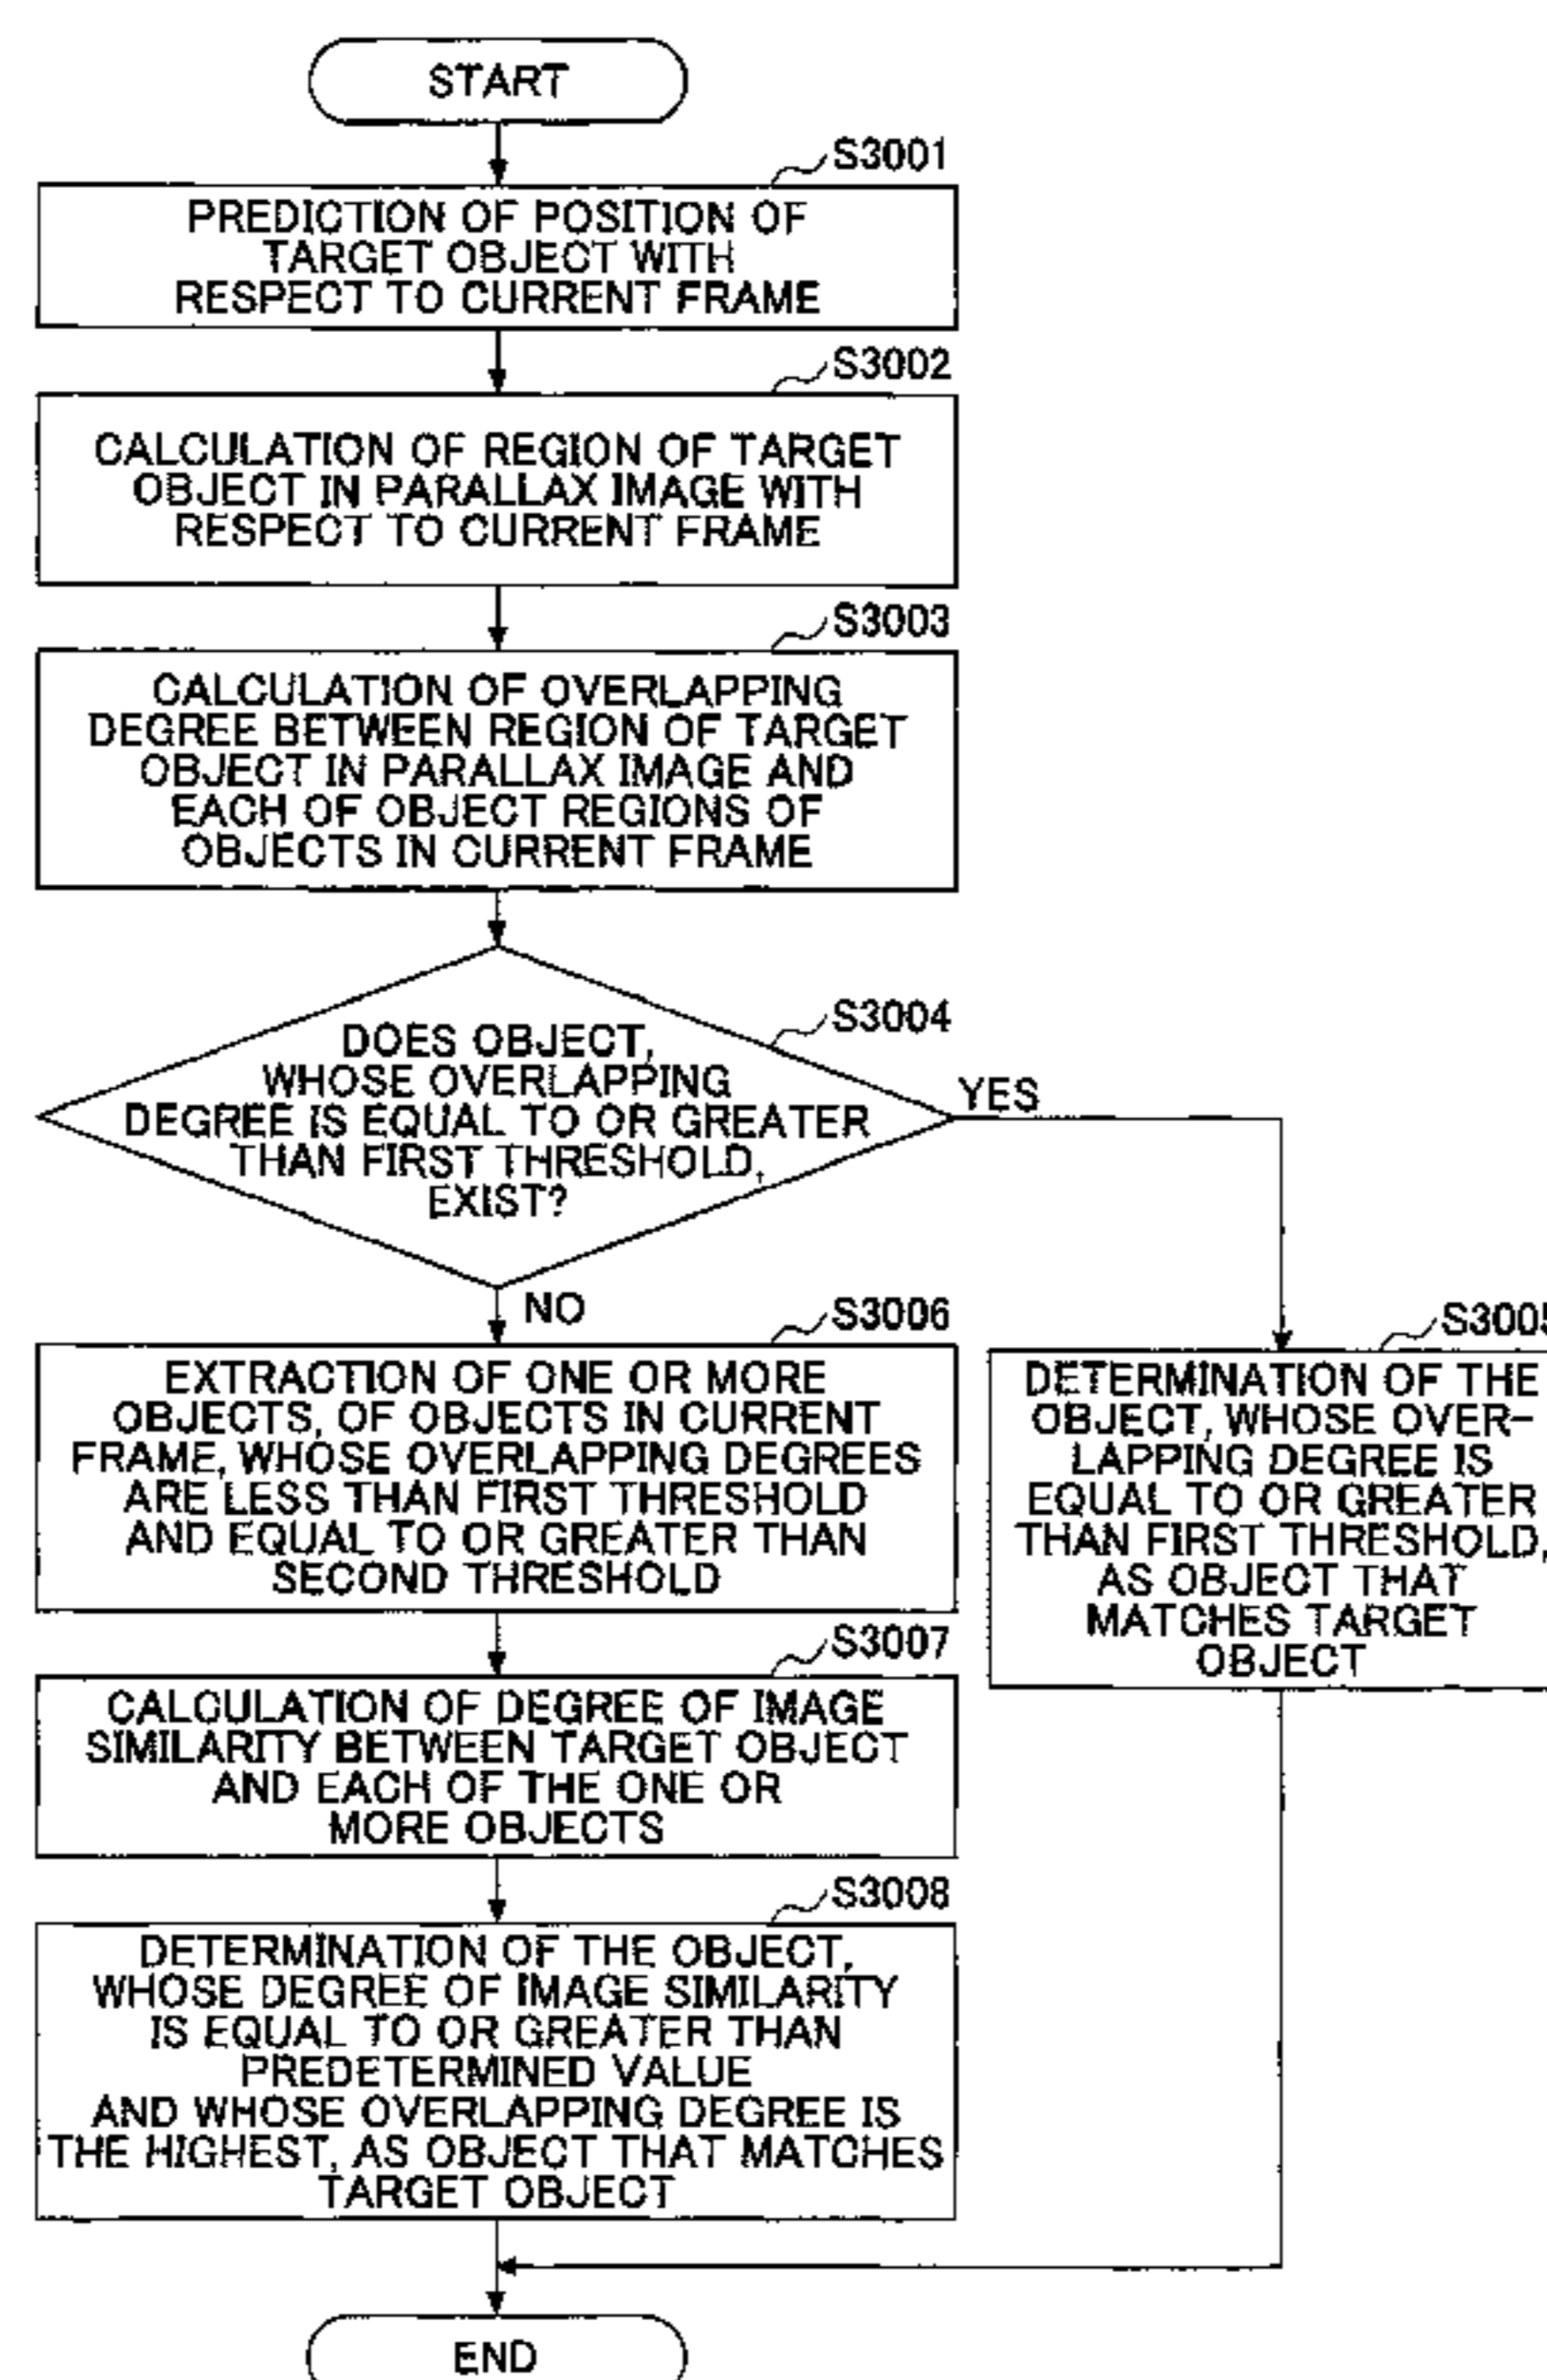 START
S3001
PREDICTION OF POSITION OF
TARGET OBJECT WITH
RESPECT TO CURRENT FRAME
S3002
CALCULATION OF REGION OF TARGET
OBJECT IN PARALLAX IMAGE WITH
RESPECT TO CURRENT FRAME
S3003
CALCULATION OF OVERLAPPING
DEGREE BETWEEN REGION OF TARGET
OBJECT IN PARALLAX IMAGE AND
EACH OF OBJECT REGIONS OF
OBJECTS IN CURRENT FRAME
S3004
DOES OBJECT,
WHOSE OVERLAPPING
DEGREE IS EQUAL TO OR GREATER
THAN FIRST THRESHOLD,
EXIST?
YES
NO
S3006
EXTRACTION OF ONE OR MORE
OBJECTS, OF OBJECTS IN CURRENT
FRAME, WHOSE OVERLAPPING DEGREES
ARE LESS THAN FIRST THRESHOLD
AND EQUAL TO OR GREATER THAN
SECOND THRESHOLD
S3005
DETERMINATION OF THE
OBJECT, WHOSE OVER-
LAPPING DEGREE IS
EQUAL TO OR GREATER
THAN FIRST THRESHOLD,
AS OBJECT THAT
MATCHES TARGET
OBJECT
S3007
CALCULATION OF DEGREE OF IMAGE
SIMILARITY BETWEEN TARGET OBJECT
AND EACH OF THE ONE OR
MORE OBJECTS
S3008
DETERMINATION OF THE OBJECT,
WHOSE DEGREE OF IMAGE SIMILARITY
IS EQUAL TO OR GREATER THAN
PREDETERMINED VALUE
AND WHOSE OVERLAPPING DEGREE IS
THE HIGHEST, AS OBJECT THAT MATCHES
TARGET OBJECT
END